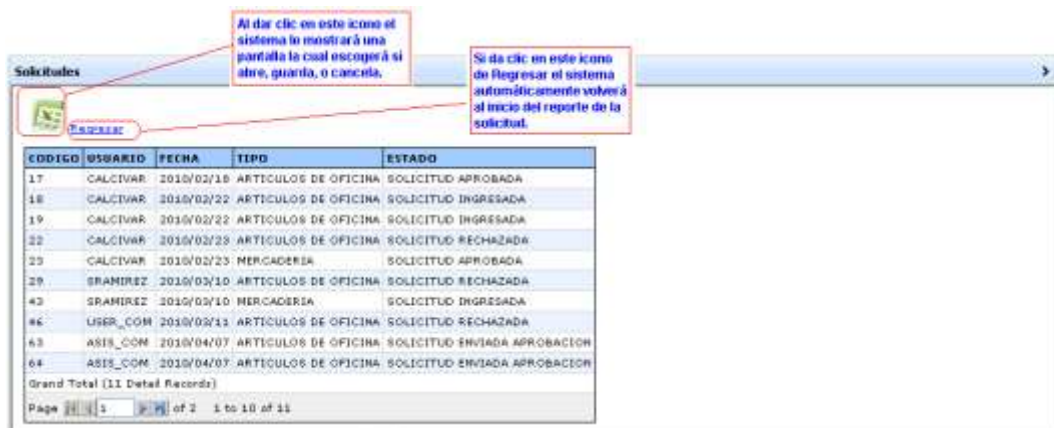 Al dar clic en este icono el
sistema lo mostrará una
pantalla la cual escogerá si
abre, guarda, o cancela.
Si da clic en este icono
de Regresar el sistema
automáticamente volverá
al inicio del reporte de la
solicitud.
Solicitudes
Regresar
CODIGO USUARIO FECHA TIPO ESTADO
17 CALCIVAR 2010/02/18 ARTICULOS DE OFICINA SOLICITUD APROBADA
18 CALCIVAR 2010/02/22 ARTICULOS DE OFICINA SOLICITUD INGRESADA
19 CALCIVAR 2010/02/22 ARTICULOS DE OFICINA SOLICITUD INGRESADA
22 CALCIVAR 2010/02/23 ARTICULOS DE OFICINA SOLICITUD RECHAZADA
23 CALCIVAR 2010/02/23 MERCADERIA SOLICITUD APROBADA
29 SRAMIREZ 2010/03/10 ARTICULOS DE OFICINA SOLICITUD RECHAZADA
43 SRAMIREZ 2010/03/10 MERCADERIA SOLICITUD INGRESADA
46 USER_COM 2010/03/11 ARTICULOS DE OFICINA SOLICITUD RECHAZADA
63 ASIS_COM 2010/04/07 ARTICULOS DE OFICINA SOLICITUD ENVIADA APROBACION
64 ASIS_COM 2010/04/07 ARTICULOS DE OFICINA SOLICITUD ENVIADA APROBACION
Grand Total (11 Detail Records)
Page 1 of 2 1 to 10 of 11